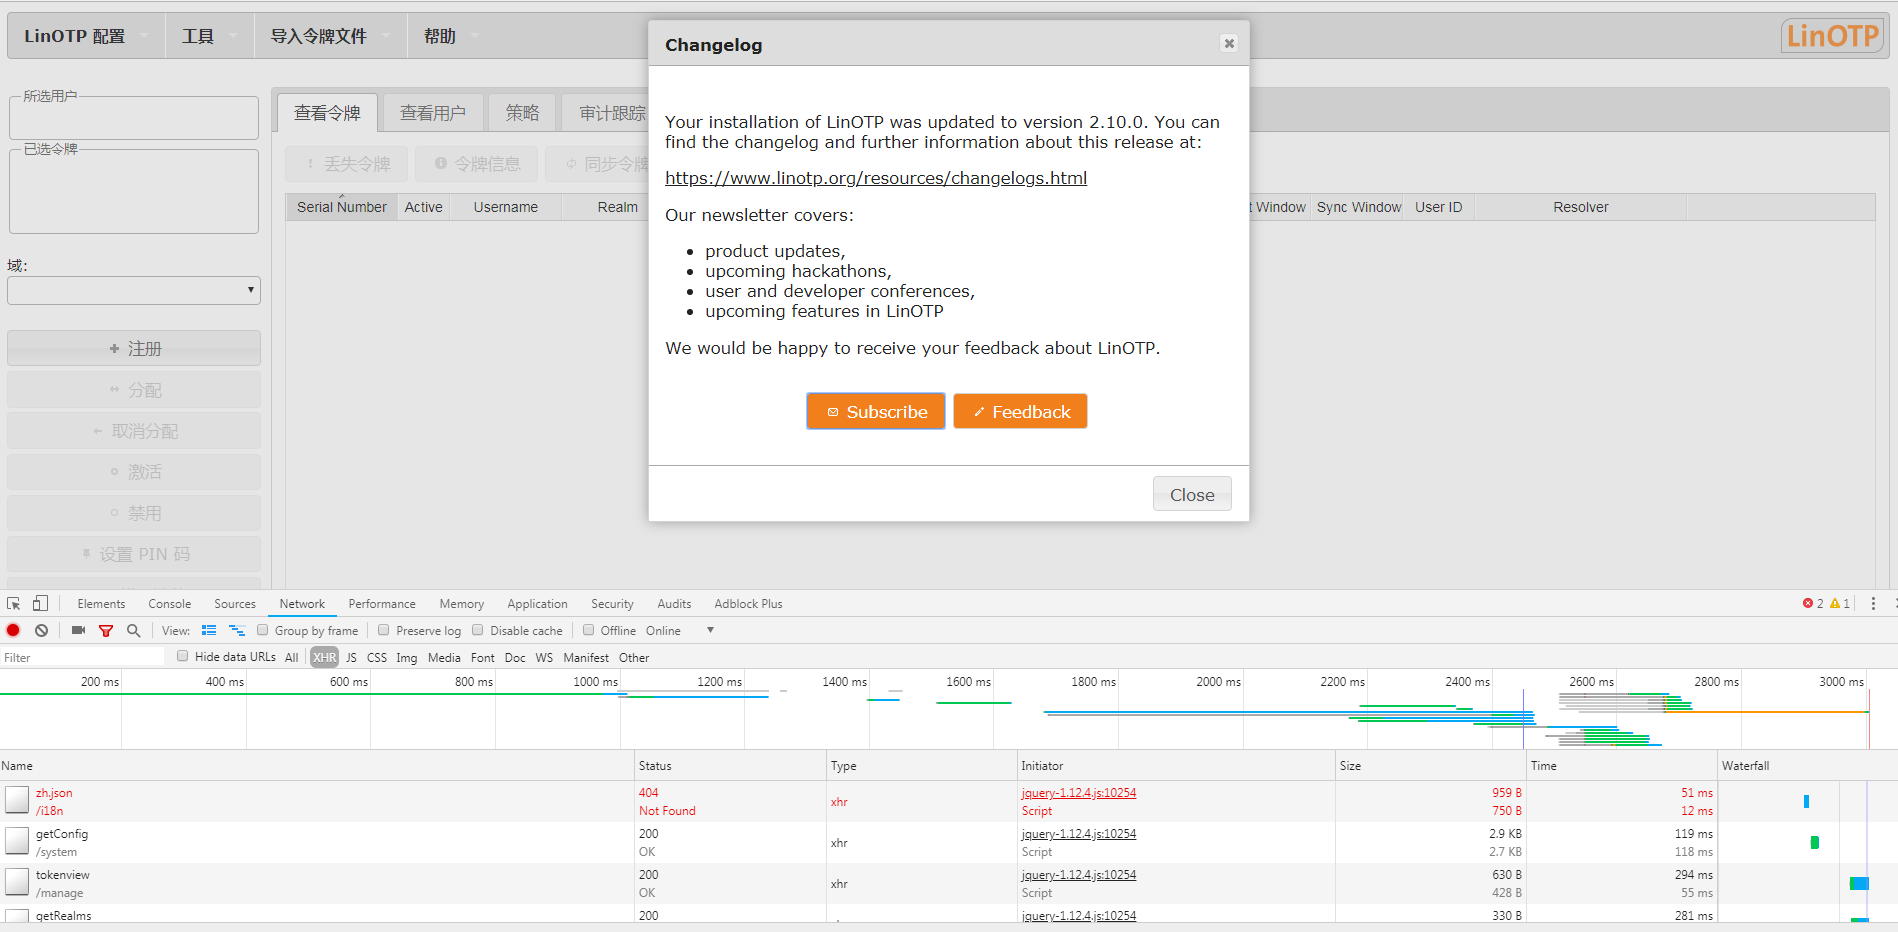 LinOTP 配置
工具
导入令牌文件
帮助
LinOTP
Changelog
所选用户
已选令牌
域:
注册
分配
取消分配
激活
禁用
设置 PIN 码
查看令牌
查看用户
策略
审计跟踪
丢失令牌
令牌信息
同步令牌
Serial Number
Active
Username
Realm
t Window
Sync Window
User ID
Resolver
Your installation of LinOTP was updated to version 2.10.0. You can
find the changelog and further information about this release at:
https://www.linotp.org/resources/changelogs.html
Our newsletter covers:
• product updates,
• upcoming hackathons,
• user and developer conferences,
• upcoming features in LinOTP
We would be happy to receive your feedback about LinOTP.
Subscribe
Feedback
Close
Elements Console Sources Network Performance Memory Application Security Audits Adblock Plus 2 1
View: Group by frame Preserve log Disable cache Offline Online
Filter Hide data URLs All XHR JS CSS Img Media Font Doc WS Manifest Other
200 ms 400 ms 600 ms 800 ms 1000 ms 1200 ms 1400 ms 1600 ms 1800 ms 2000 ms 2200 ms 2400 ms 2600 ms 2800 ms 3000 ms
Name Status Type Initiator Size Time Waterfall
zh.json 404 xhr jquery-1.12.4.js:10254 959 B 51 ms
/i18n Not Found Script 750 B 12 ms
getConfig 200 xhr jquery-1.12.4.js:10254 2.9 KB 119 ms
/system OK Script 2.7 KB 118 ms
tokenview 200 xhr jquery-1.12.4.js:10254 630 B 294 ms
/manage OK Script 428 B 55 ms
getRealms 200 jquery-1.12.4.js:10254 330 B 281 ms